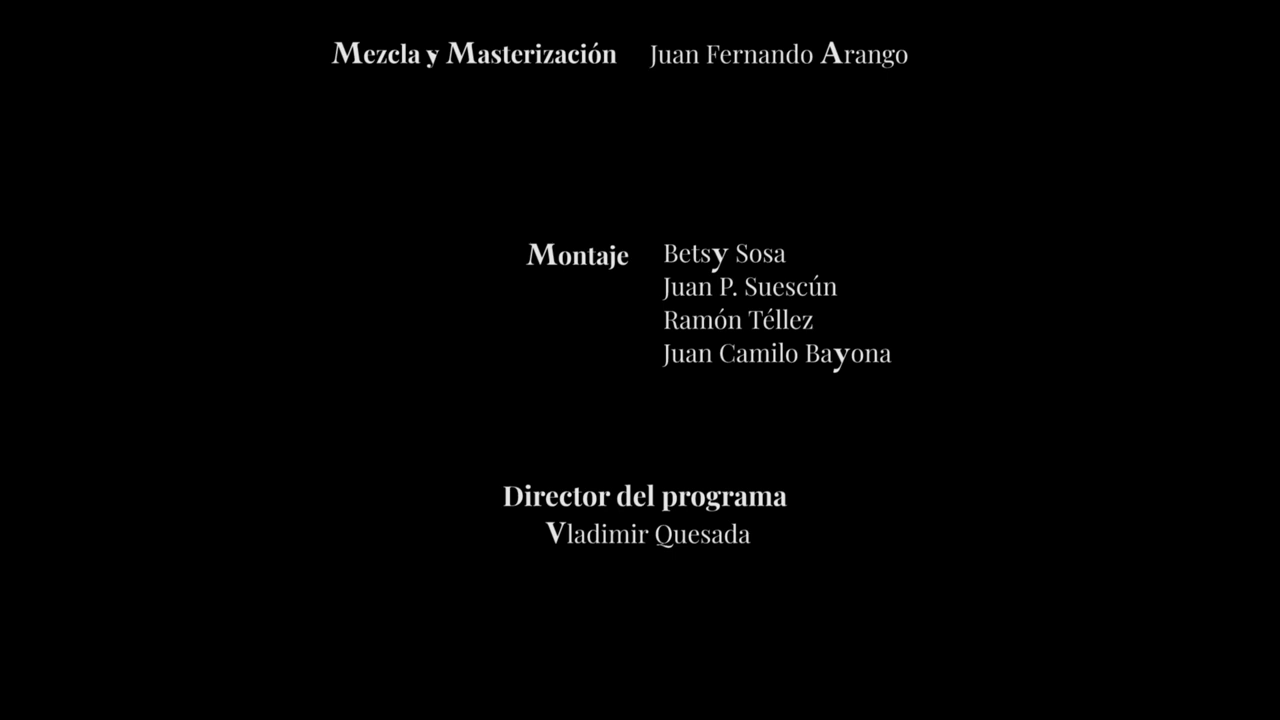 Mezcla y Masterización Juan Fernando Arango
Montaje Betsy Sosa
Juan P. Suescún
Ramón Téllez
Juan Camilo Bayona
Director del programa
Vladimir Quesada